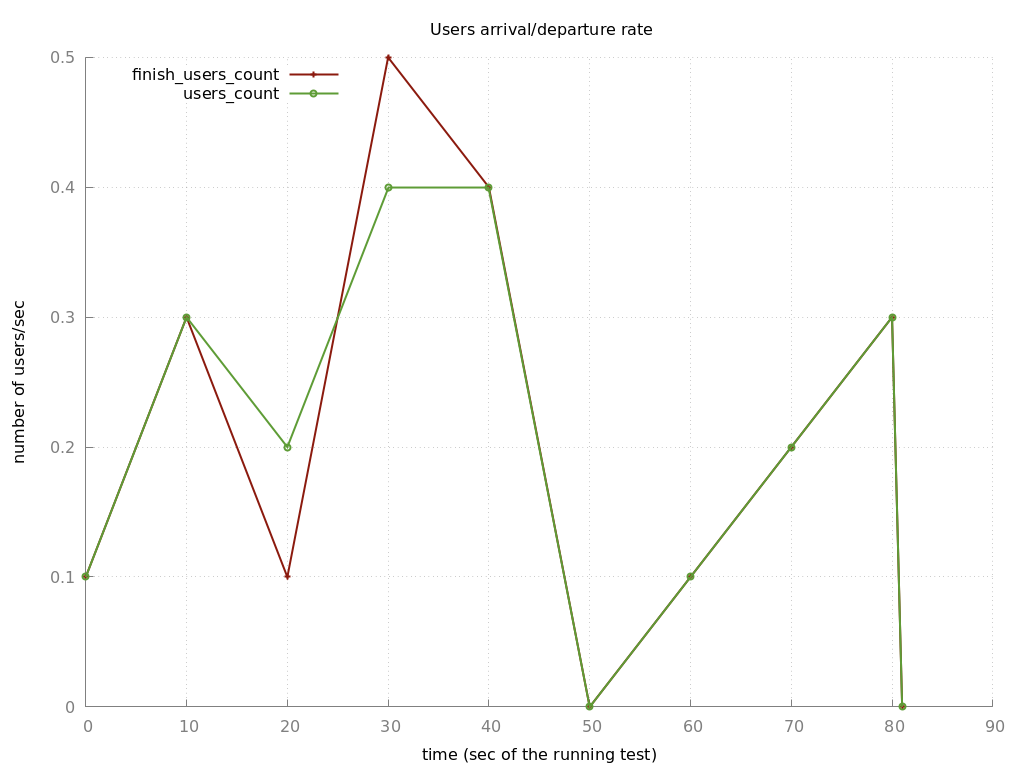 Users arrival/departure rate
0.5
finish_users_count
users_count
0.4
0.3
number of users/sec
0.2
0.1
0
0 10 20 30 40 50 60 70 80 90
time (sec of the running test)